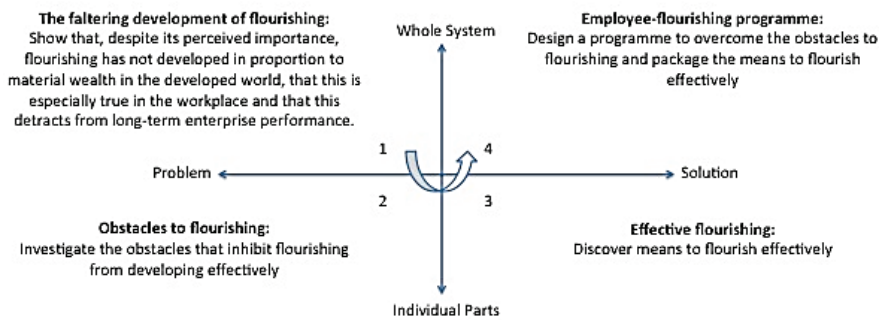 The faltering development of flourishing:
Show that, despite its perceived importance,
flourishing has not developed in proportion to
material wealth in the developed world, that this is
especially true in the workplace and that this
detracts from long-term enterprise performance.
Whole System
Employee-flourishing programme:
Design a programme to overcome the obstacles to
flourishing and package the means to flourish
effectively
1
4
Problem
Solution
2
3
Obstacles to flourishing:
Investigate the obstacles that inhibit flourishing
from developing effectively
Effective flourishing:
Discover means to flourish effectively
Individual Parts